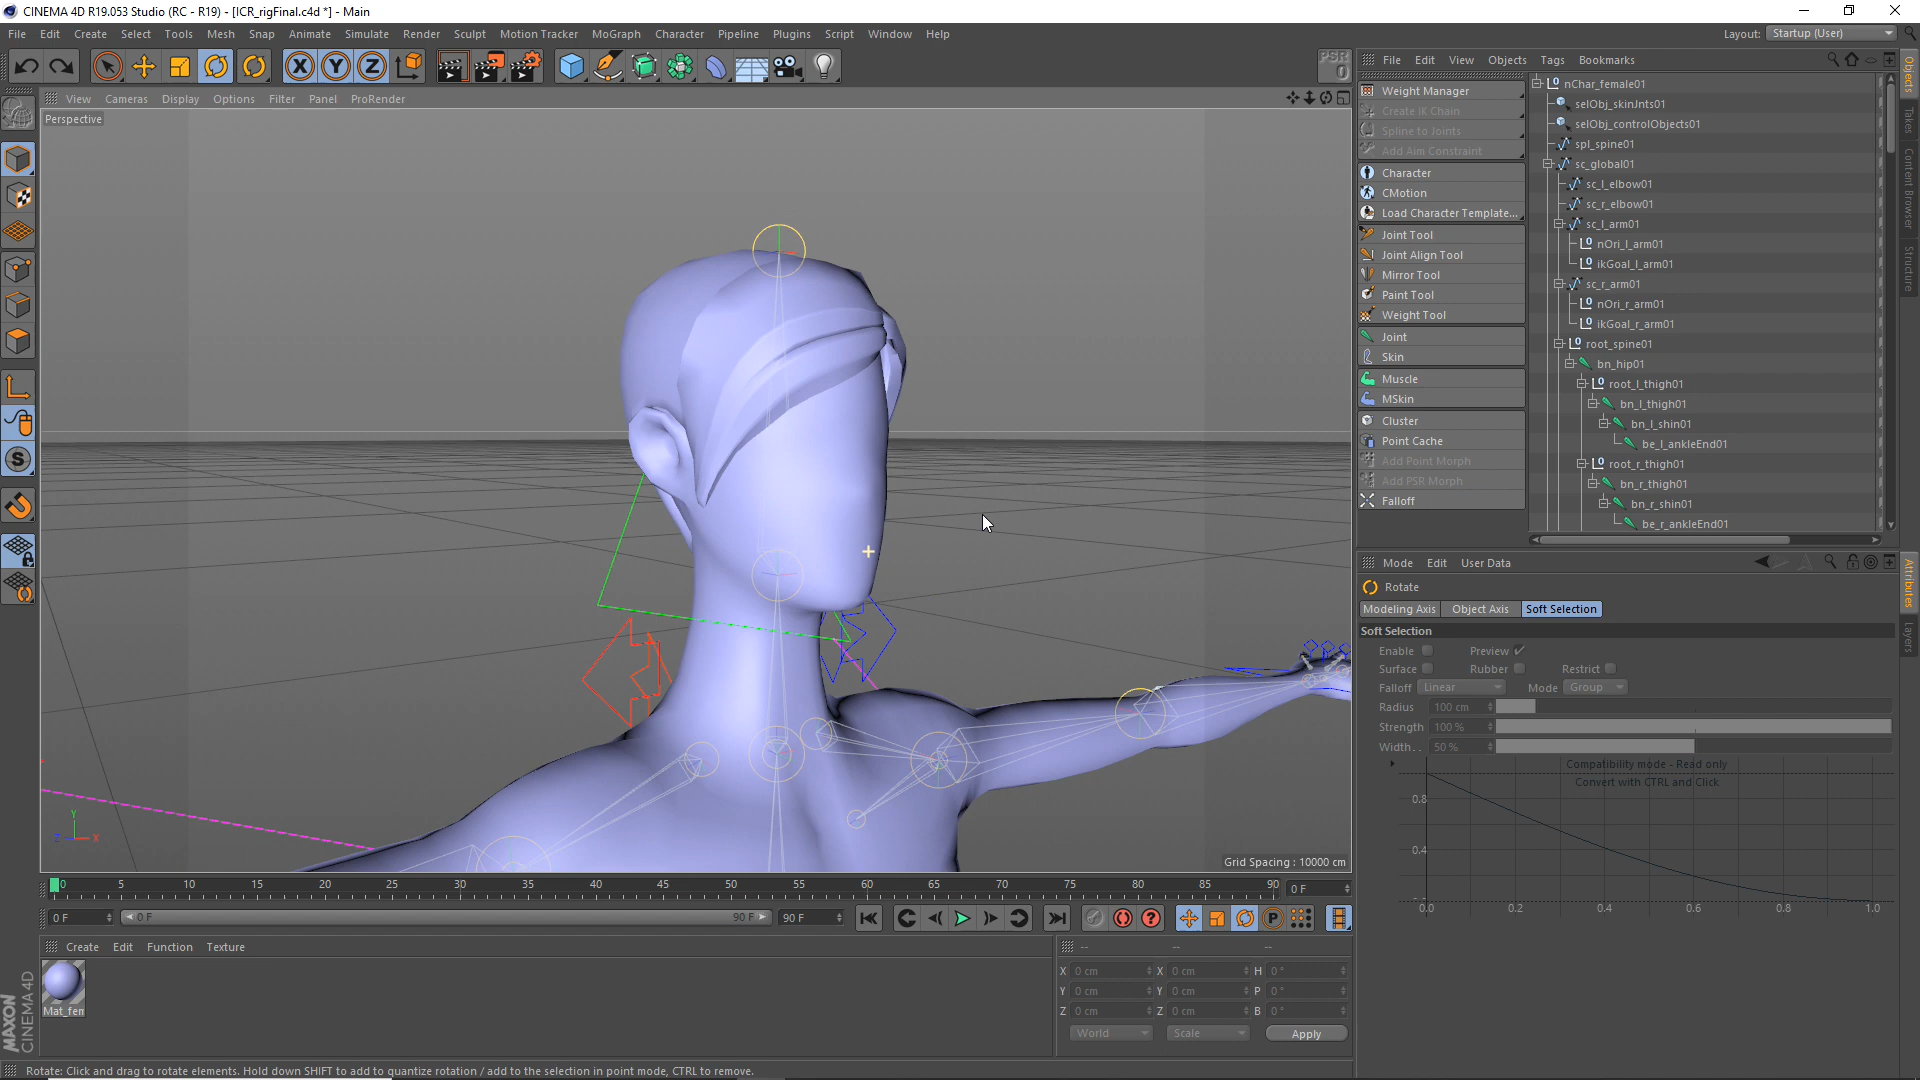 CINEMA 4D R19.053 Studio (RC - R19) - [ICR_rigFinal.c4d *] - Main
File Edit Create Select Tools Mesh Snap Animate Simulate Render Sculpt Motion Tracker MoGraph Character Pipeline Plugins Script Window Help
Layout: Startup (User)
PSR
0
View Cameras Display Options Filter Panel ProRender
Perspective
Grid Spacing : 10000 cm
File Edit View Objects Tags Bookmarks
Weight Manager
Create IK Chain
Spline to Joints
Add Aim Constraint
Character
CMotion
Load Character Template...
Joint Tool
Joint Align Tool
Mirror Tool
Paint Tool
Weight Tool
Joint
Skin
Muscle
MSkin
Cluster
Point Cache
Add Point Morph
Add PSR Morph
Falloff
nChar_female01
selObj_skinJnts01
selObj_controlObjects01
spl_spine01
sc_global01
sc_l_elbow01
sc_r_elbow01
sc_l_arm01
nOri_l_arm01
ikGoal_l_arm01
sc_r_arm01
nOri_r_arm01
ikGoal_r_arm01
root_spine01
bn_hip01
root_l_thigh01
bn_l_thigh01
bn_l_shin01
be_l_ankleEnd01
root_r_thigh01
bn_r_thigh01
bn_r_shin01
be_r_ankleEnd01
Objects
Takes
Content Browser
Structure
Mode Edit User Data
Rotate
Modeling Axis Object Axis Soft Selection
Soft Selection
Enable Preview
Surface Rubber Restrict
Falloff Linear Mode Group
Radius 100 cm
Strength 100 %
Width. . 50 %
Compatibility mode - Read only
Convert with CTRL and Click
0.8
0.4
0.0 0.2 0.4 0.6 0.8 1.0
Attributes
Layers
0 5 10 15 20 25 30 35 40 45 50 55 60 65 70 75 80 85 90 0 F
0 F 0 F 90 F 90 F
Create Edit Function Texture
Mat_fem
-- -- --
X 0 cm X 0 cm H 0 °
Y 0 cm Y 0 cm P 0 °
Z 0 cm Z 0 cm B 0 °
World Scale Apply
MAXON
CINEMA 4D
Rotate: Click and drag to rotate elements. Hold down SHIFT to add to quantize rotation / add to the selection in point mode, CTRL to remove.
X Y Z
Y
Z X